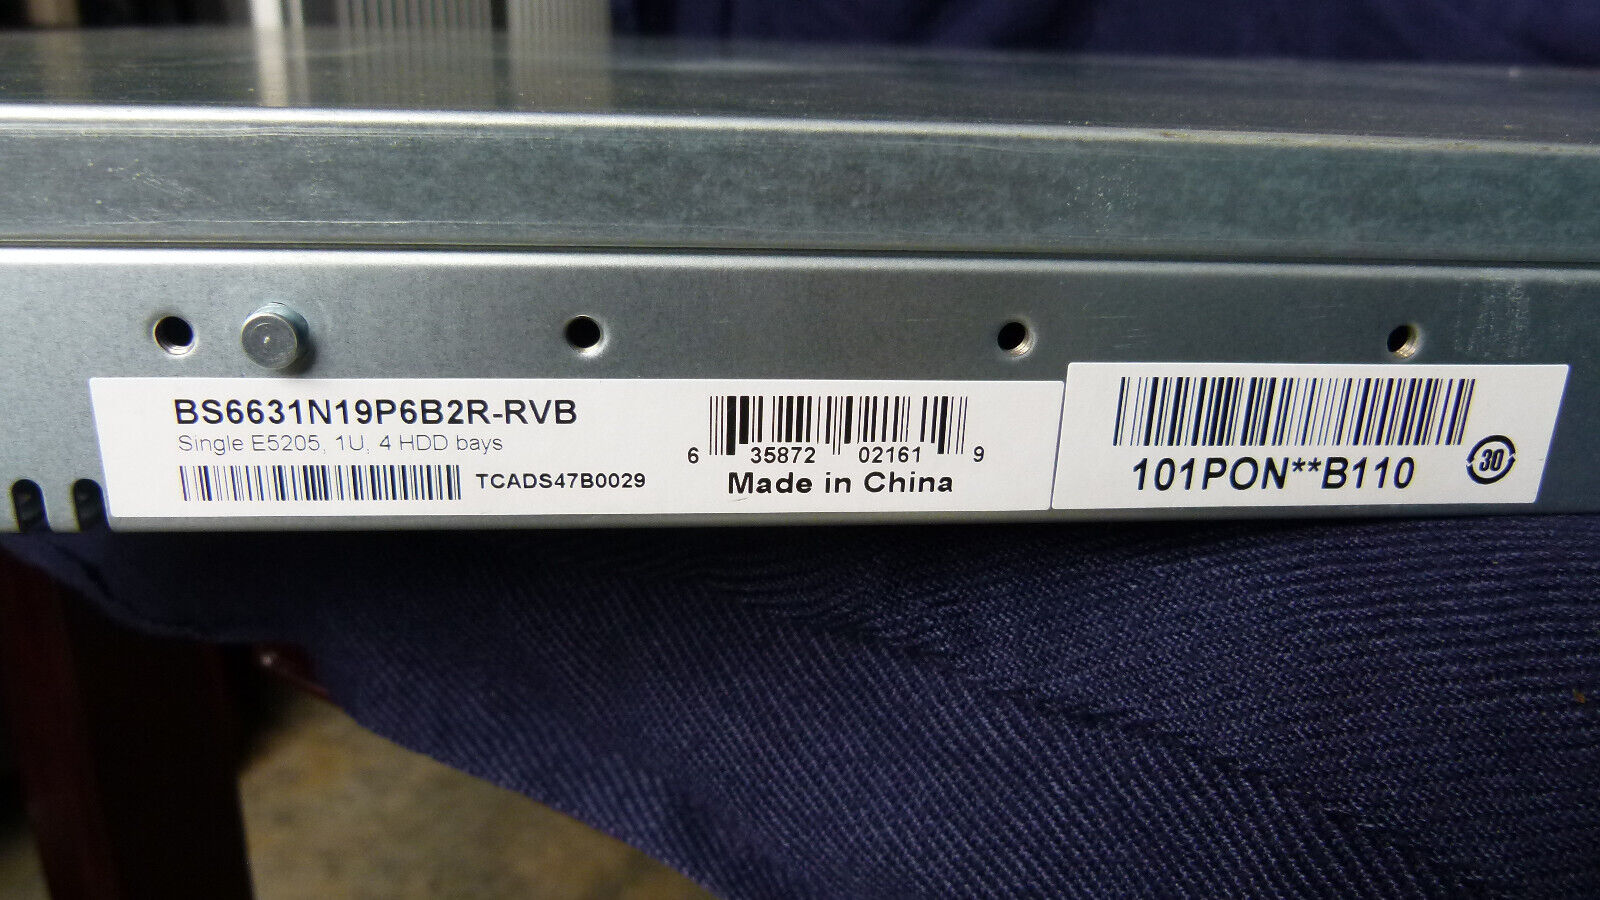 BS6631N19P6B2R-RVB
Single E5205, 1U, 4 HDD bays
TCADS47B0029
6 35872 02161 9
Made in China
101PON**B110
30